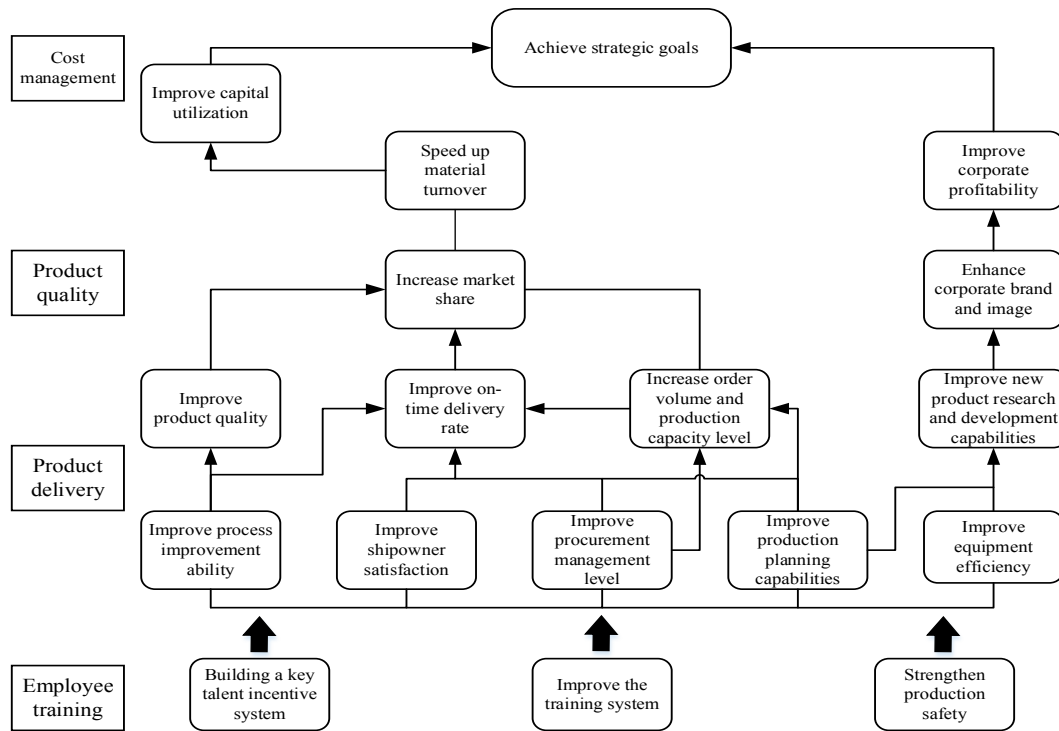 Cost
management
Achieve strategic goals
Improve capital
utilization
Speed up
material
turnover
Improve
corporate
profitability
Product
quality
Increase market
share
Enhance
corporate brand
and image
Improve
product quality
Improve on-
time delivery
rate
Increase order
volume and
production
capacity level
Improve new
product research
and development
capabilities
Product
delivery
Improve process
improvement
ability
Improve
shipowner
satisfaction
Improve
procurement
management
level
Improve
production
planning
capabilities
Improve
equipment
efficiency
Employee
training
Building a key
talent incentive
system
Improve the
training system
Strengthen
production
safety